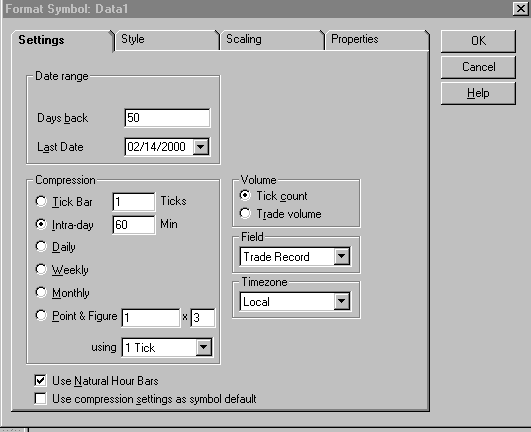 Format Symbol: Data1
Settings Style Scaling Properties
OK
Cancel
Help
Date range
Days back 50
Last Date 02/14/2000
Compression
Tick Bar 1 Ticks
Intra-day 60 Min
Daily
Weekly
Monthly
Point & Figure 1 x 3
using 1 Tick
Volume
Tick count
Trade volume
Field
Trade Record
Timezone
Local
Use Natural Hour Bars
Use compression settings as symbol default